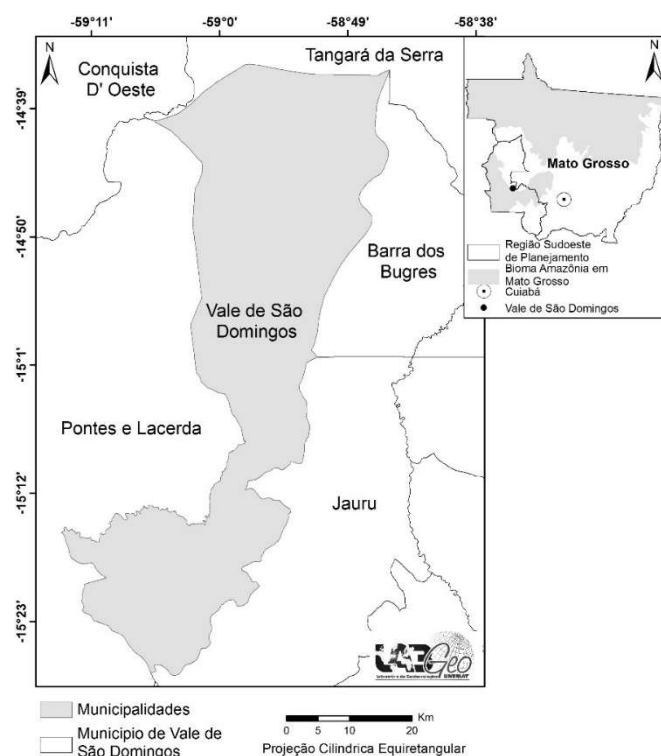 -59°11' -59°0' -58°49' -58°38'
N
Conquista
D' Oeste
Tangará da Serra
-14°39'
-14°50'
-15°1'
-15°12'
-15°23'
Barra dos
Bugres
Vale de São
Domingos
Pontes e Lacerda
Jauru
N
Mato Grosso
Região Sudoeste
de Planejamento
Bioma Amazônia em
Mato Grosso
Cuiabá
Vale de São Domingos
Geo
UNEMAT
Municipalidades
Municipio de Vale de
São Domingos
0 5 10 20 Km
Projeção Cilindrica Equiretangular